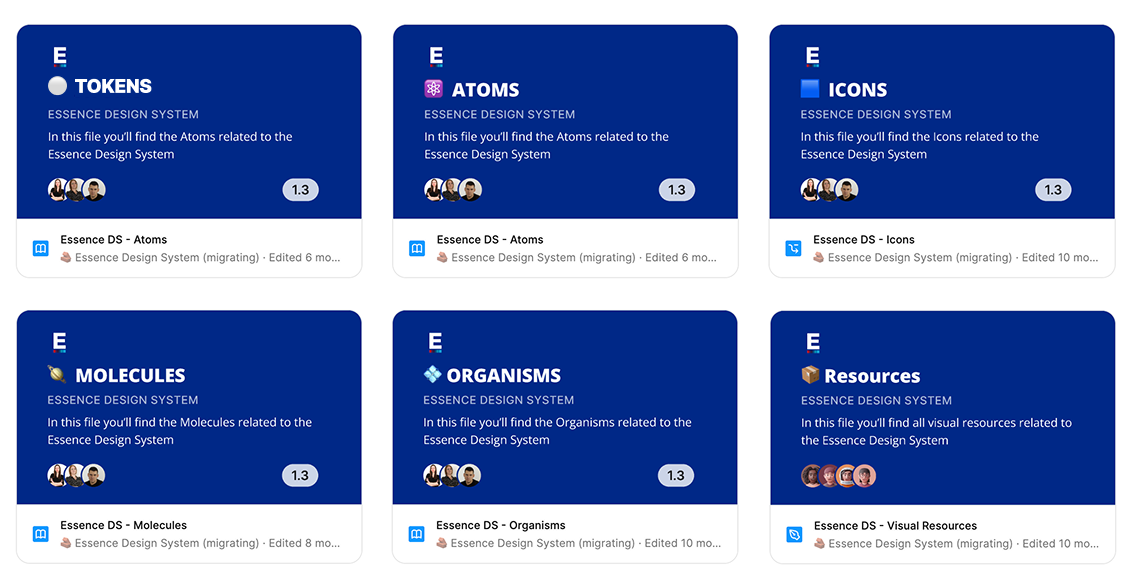 E
TOKENS
ESSENCE DESIGN SYSTEM
In this file you'll find the Atoms related to the
Essence Design System
1.3
Essence DS - Atoms
Essence Design System (migrating) · Edited 6 mo...
E
ATOMS
ESSENCE DESIGN SYSTEM
In this file you'll find the Atoms related to the
Essence Design System
1.3
Essence DS - Atoms
Essence Design System (migrating) · Edited 6 mo...
E
ICONS
ESSENCE DESIGN SYSTEM
In this file you'll find the Icons related to the
Essence Design System
1.3
Essence DS - Icons
Essence Design System (migrating) · Edited 10 mo...
E
MOLECULES
ESSENCE DESIGN SYSTEM
In this file you'll find the Molecules related to the
Essence Design System
1.3
Essence DS - Molecules
Essence Design System (migrating) · Edited 8 mo...
E
ORGANISMS
ESSENCE DESIGN SYSTEM
In this file you'll find the Organisms related to the
Essence Design System
1.3
Essence DS - Organisms
Essence Design System (migrating) · Edited 10 mo...
E
Resources
ESSENCE DESIGN SYSTEM
In this file you'll find all visual resources related to
the Essence Design System
Essence DS - Visual Resources
Essence Design System (migrating) · Edited 10 mo...